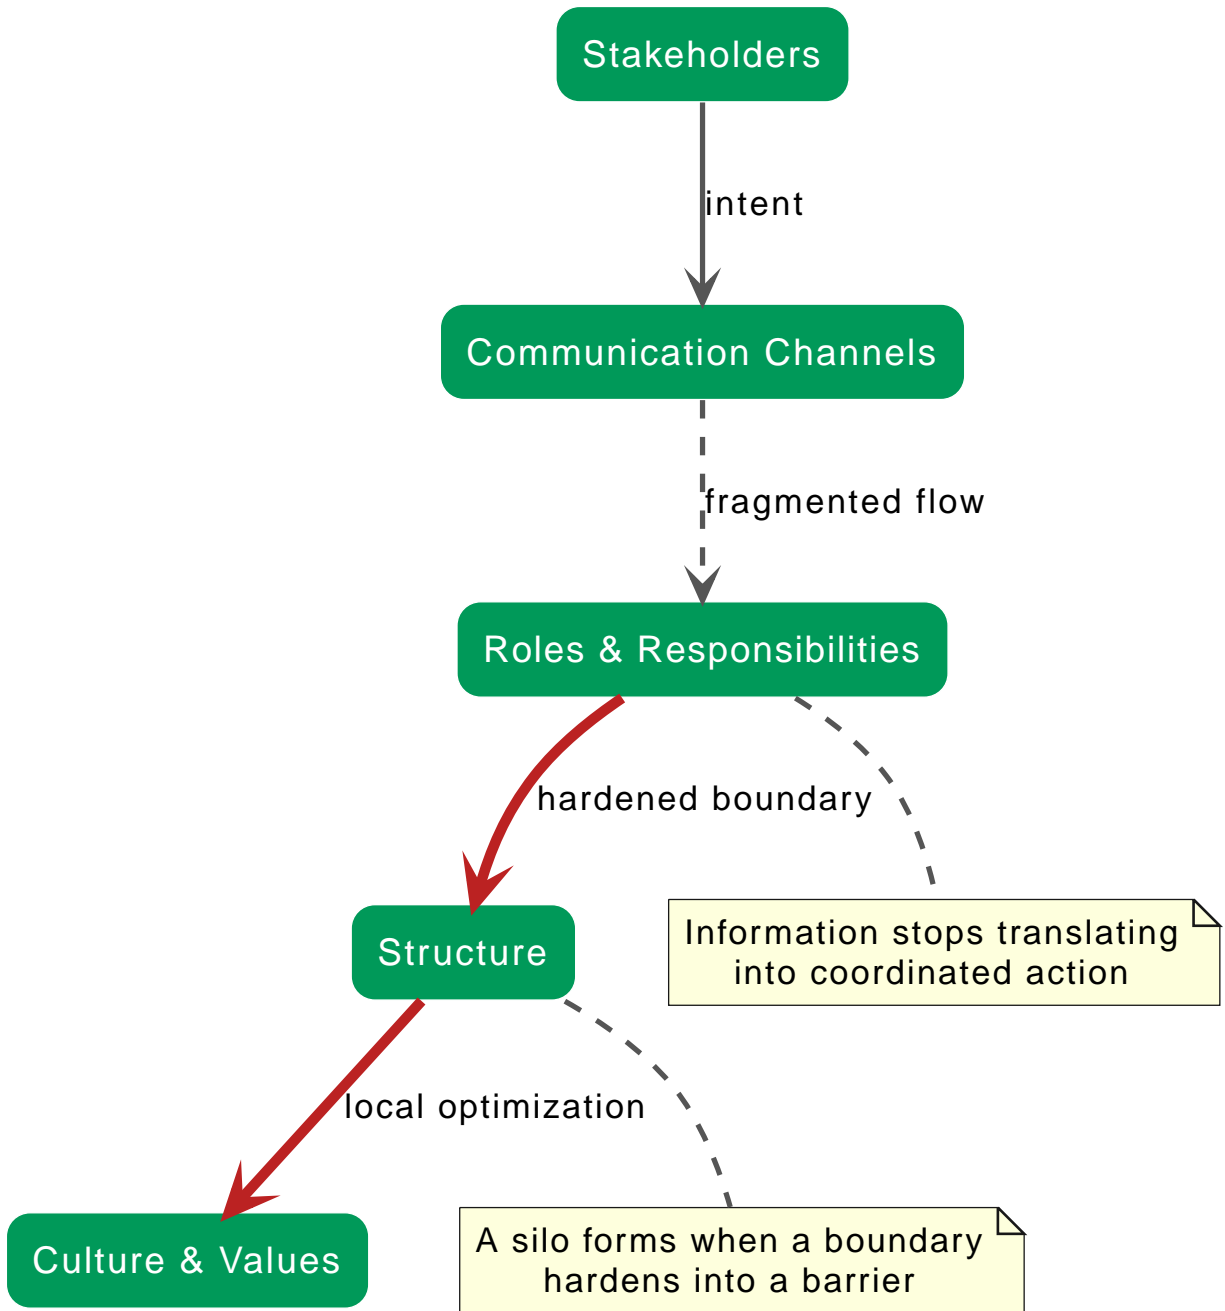 Stakeholders
intent
Communication Channels
fragmented flow
Roles & Responsibilities
hardened boundary
Information stops translating
into coordinated action
Structure
local optimization
A silo forms when a boundary
hardens into a barrier
Culture & Values